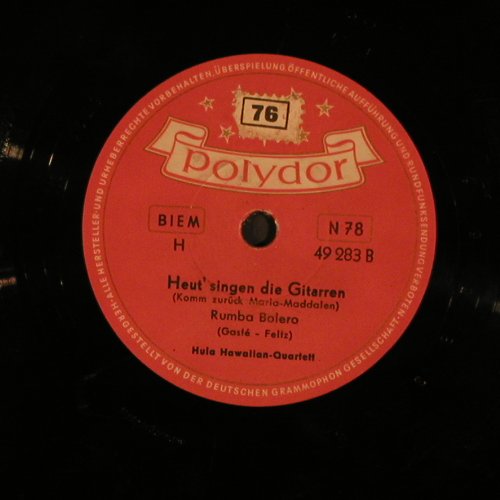 ALLE HERSTELLER- UND URHEBERRECHTE VORBEHALTEN, ÜBERSPIELUNG, ÖFFENTLICHE AUFFÜHRUNG UND RUNDFUNKSENDUNG VERBOTEN.
76
Polydor
BIEM
N 78
H
49 283 B
Heut' singen die Gitarren
(Komm zurück Maria-Maddalen)
Rumba Bolero
(Gasté - Feltz)
Hula Hawaiian-Quartett
HERGESTELLT VON DER DEUTSCHEN GRAMMOPHON GESELLSCHAFT